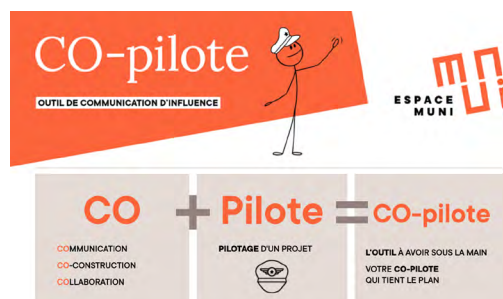 CO-pilote
OUTIL DE COMMUNICATION D'INFLUENCE
ESPACE
MUNI
muni
CO + Pilote = CO-pilote
COMMUNICATION
CO-CONSTRUCTION
COLLABORATION
PILOTAGE D'UN PROJET
L'OUTIL À AVOIR SOUS LA MAIN
VOTRE CO-PILOTE
QUI TIENT LE PLAN